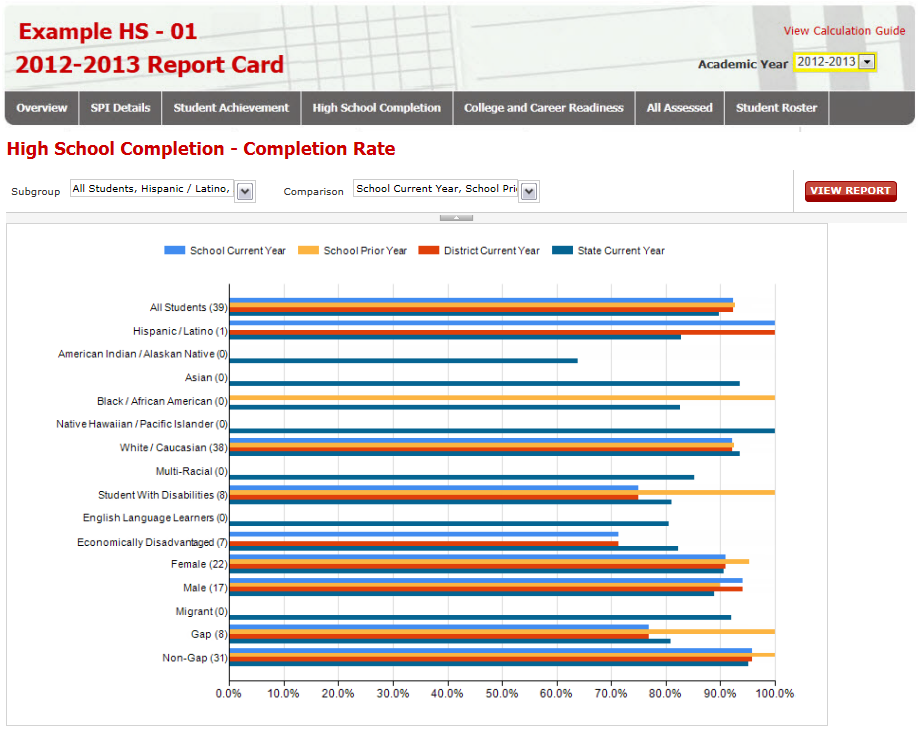 Example HS - 01
View Calculation Guide
2012-2013 Report Card
Academic Year 2012-2013
Overview SPI Details Student Achievement High School Completion College and Career Readiness All Assessed Student Roster
High School Completion - Completion Rate
Subgroup All Students, Hispanic / Latino, Comparison School Current Year, School Pri VIEW REPORT
School Current Year School Prior Year District Current Year State Current Year
All Students (39)
Hispanic / Latino (1)
American Indian / Alaskan Native (0)
Asian (0)
Black / African American (0)
Native Hawaiian / Pacific Islander (0)
White / Caucasian (38)
Multi-Racial (0)
Student With Disabilities (8)
English Language Learners (0)
Economically Disadvantaged (7)
Female (22)
Male (17)
Migrant (0)
Gap (8)
Non-Gap (31)
0.0% 10.0% 20.0% 30.0% 40.0% 50.0% 60.0% 70.0% 80.0% 90.0% 100.0%